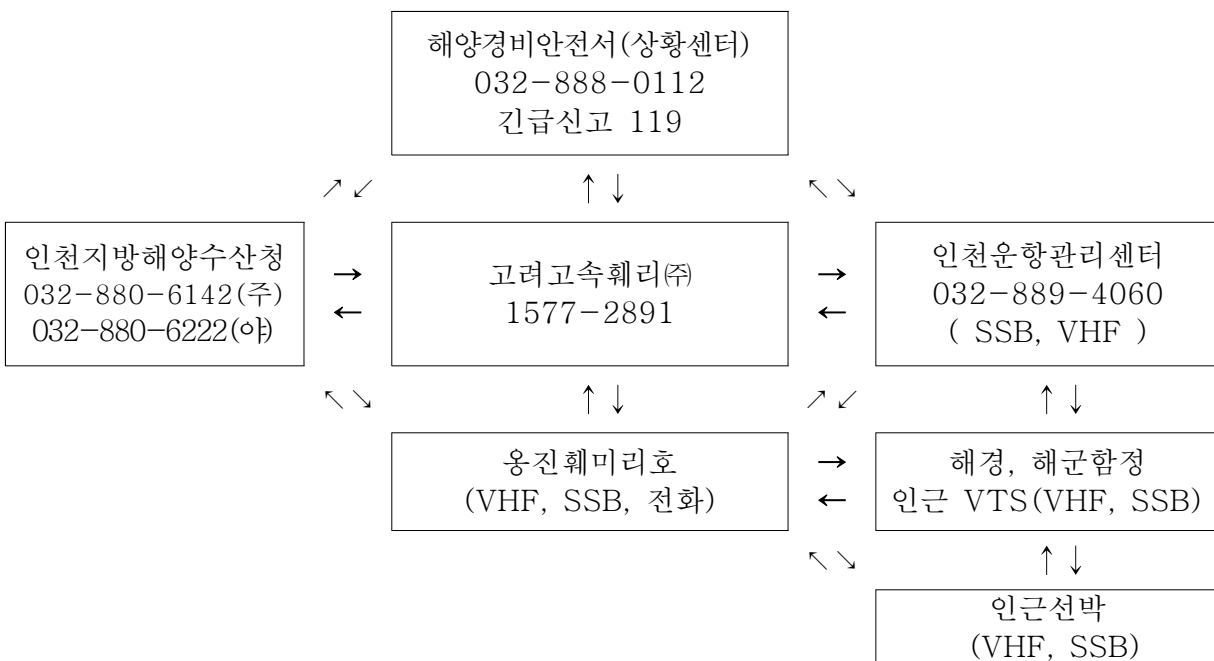 해양경비안전서(상황센터)
032-888-0112
긴급신고 119
↗ ↙ ↑ ↓ ↖ ↘
인천지방해양수산청
032-880-6142(주)
032-880-6222(야)
→
←
고려고속훼리㈜
1577-2891
→
←
인천운항관리센터
032-889-4060
( SSB, VHF )
↖ ↘ ↑ ↓ ↗ ↙ ↑ ↓
옹진훼미리호
(VHF, SSB, 전화)
→
←
해경, 해군함정
인근 VTS(VHF, SSB)
↖ ↘ ↑ ↓
인근선박
(VHF, SSB)